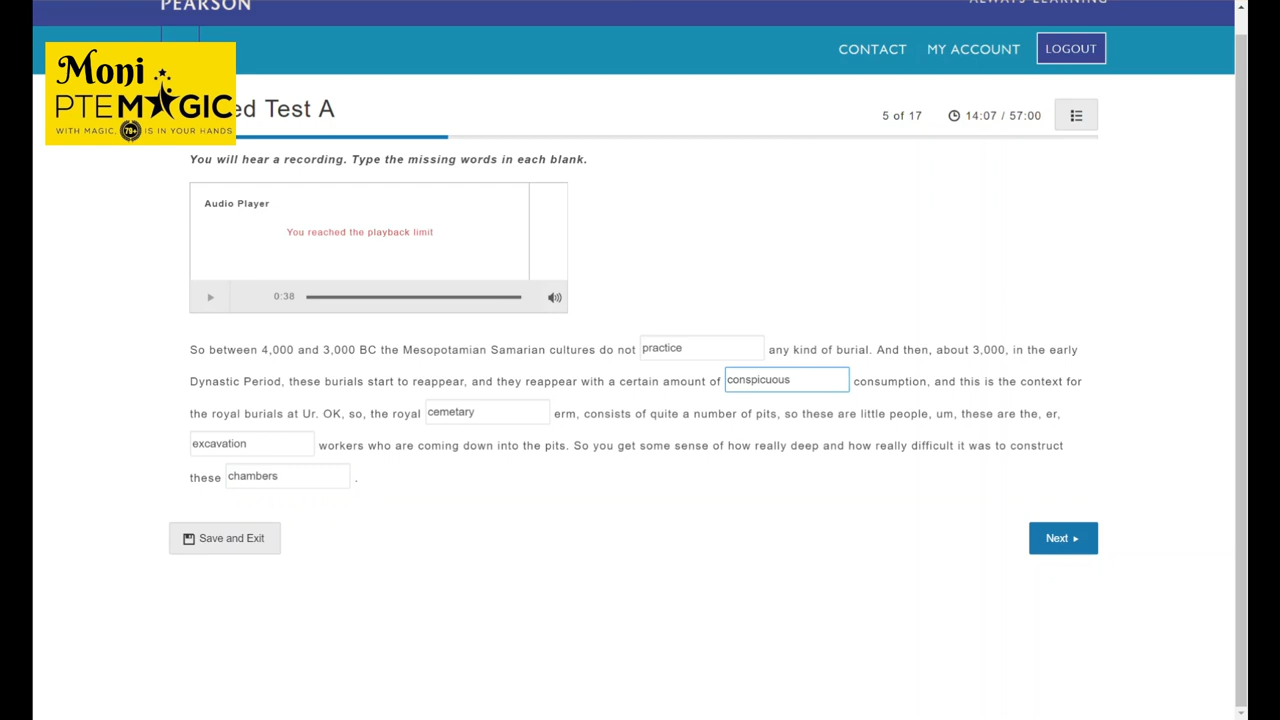 PEARSON
ALWAYS LEARNING
CONTACT MY ACCOUNT LOGOUT
Moni
PTEMAGIC
WITH MAGIC, 79+ IS IN YOUR HANDS
ed Test A
5 of 17 14:07 / 57:00
You will hear a recording. Type the missing words in each blank.
Audio Player
You reached the playback limit
0:38
So between 4,000 and 3,000 BC the Mesopotamian Samarian cultures do not practice any kind of burial. And then, about 3,000, in the early
Dynastic Period, these burials start to reappear, and they reappear with a certain amount of conspicuous consumption, and this is the context for
the royal burials at Ur. OK, so, the royal cemetary erm, consists of quite a number of pits, so these are little people, um, these are the, er,
excavation workers who are coming down into the pits. So you get some sense of how really deep and how really difficult it was to construct
these chambers .
Save and Exit
Next